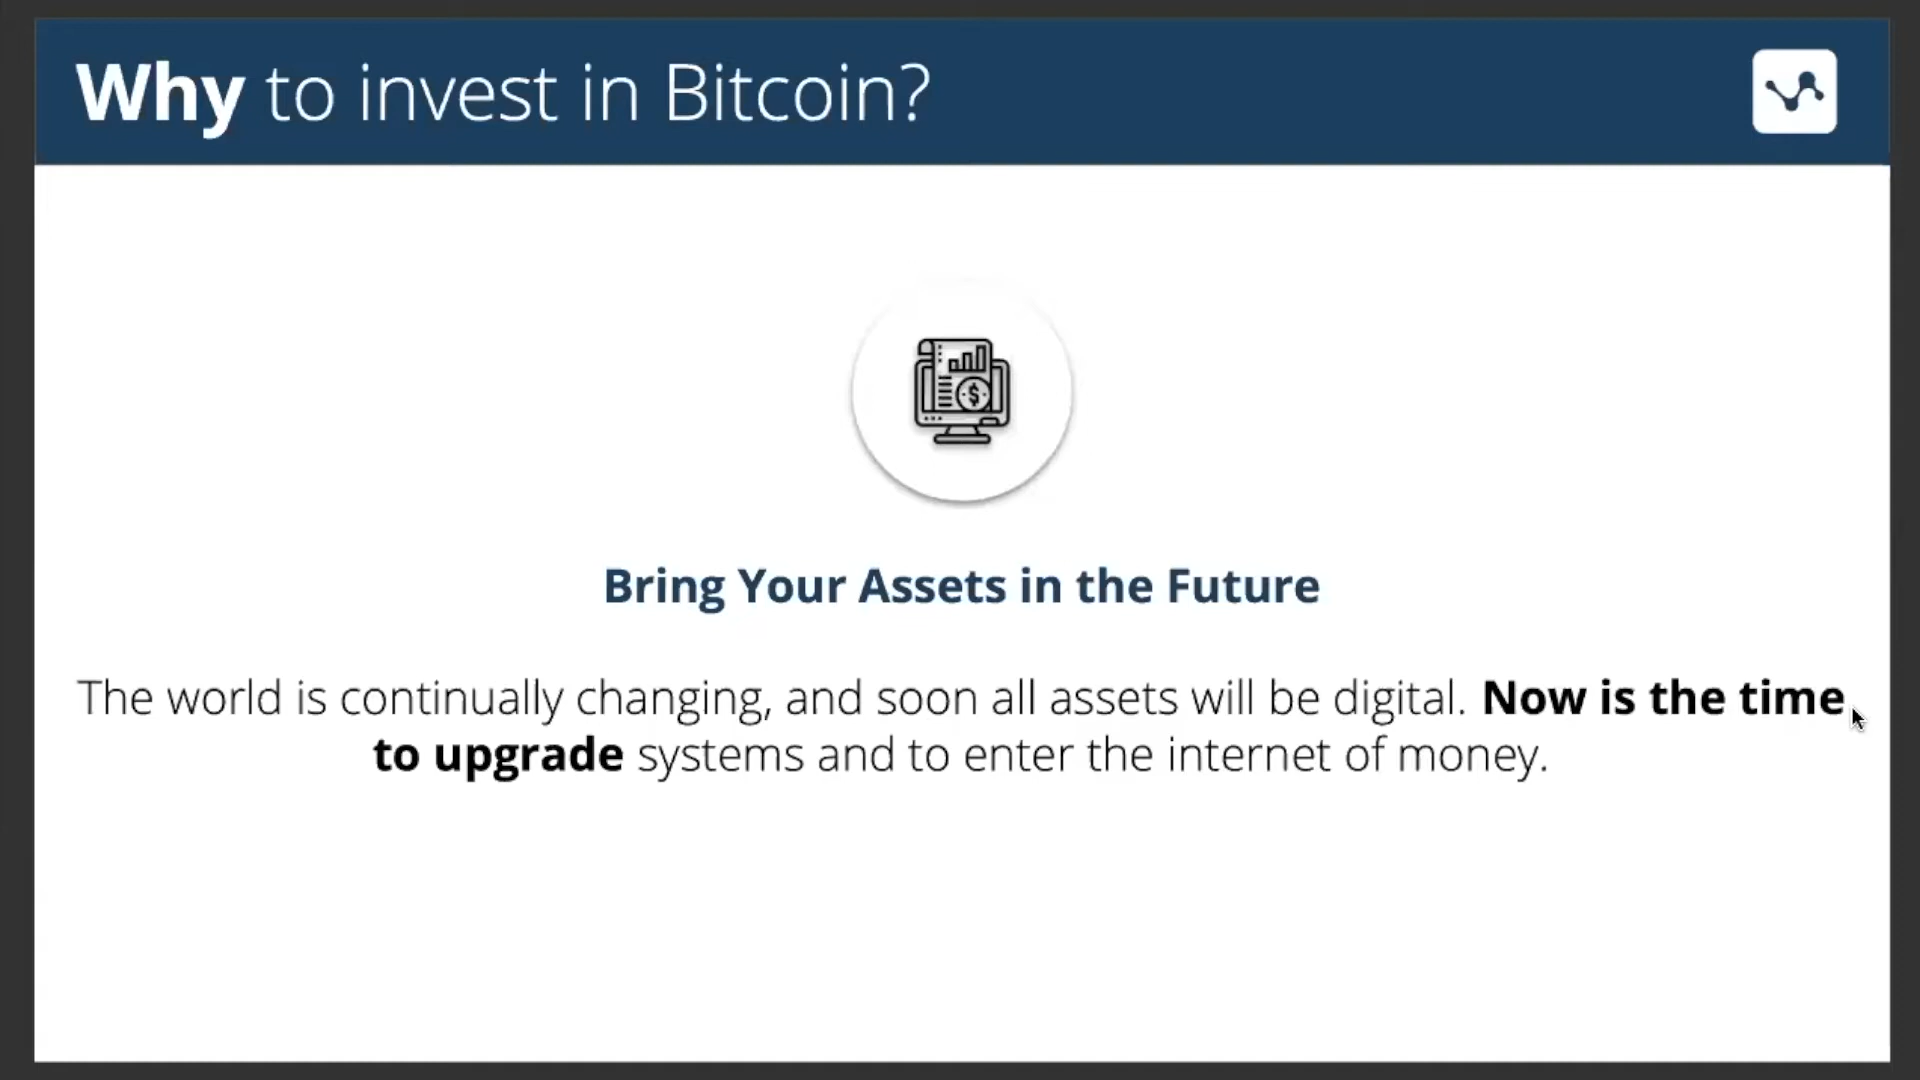 Why to invest in Bitcoin?
Bring Your Assets in the Future
The world is continually changing, and soon all assets will be digital. Now is the time
to upgrade systems and to enter the internet of money.